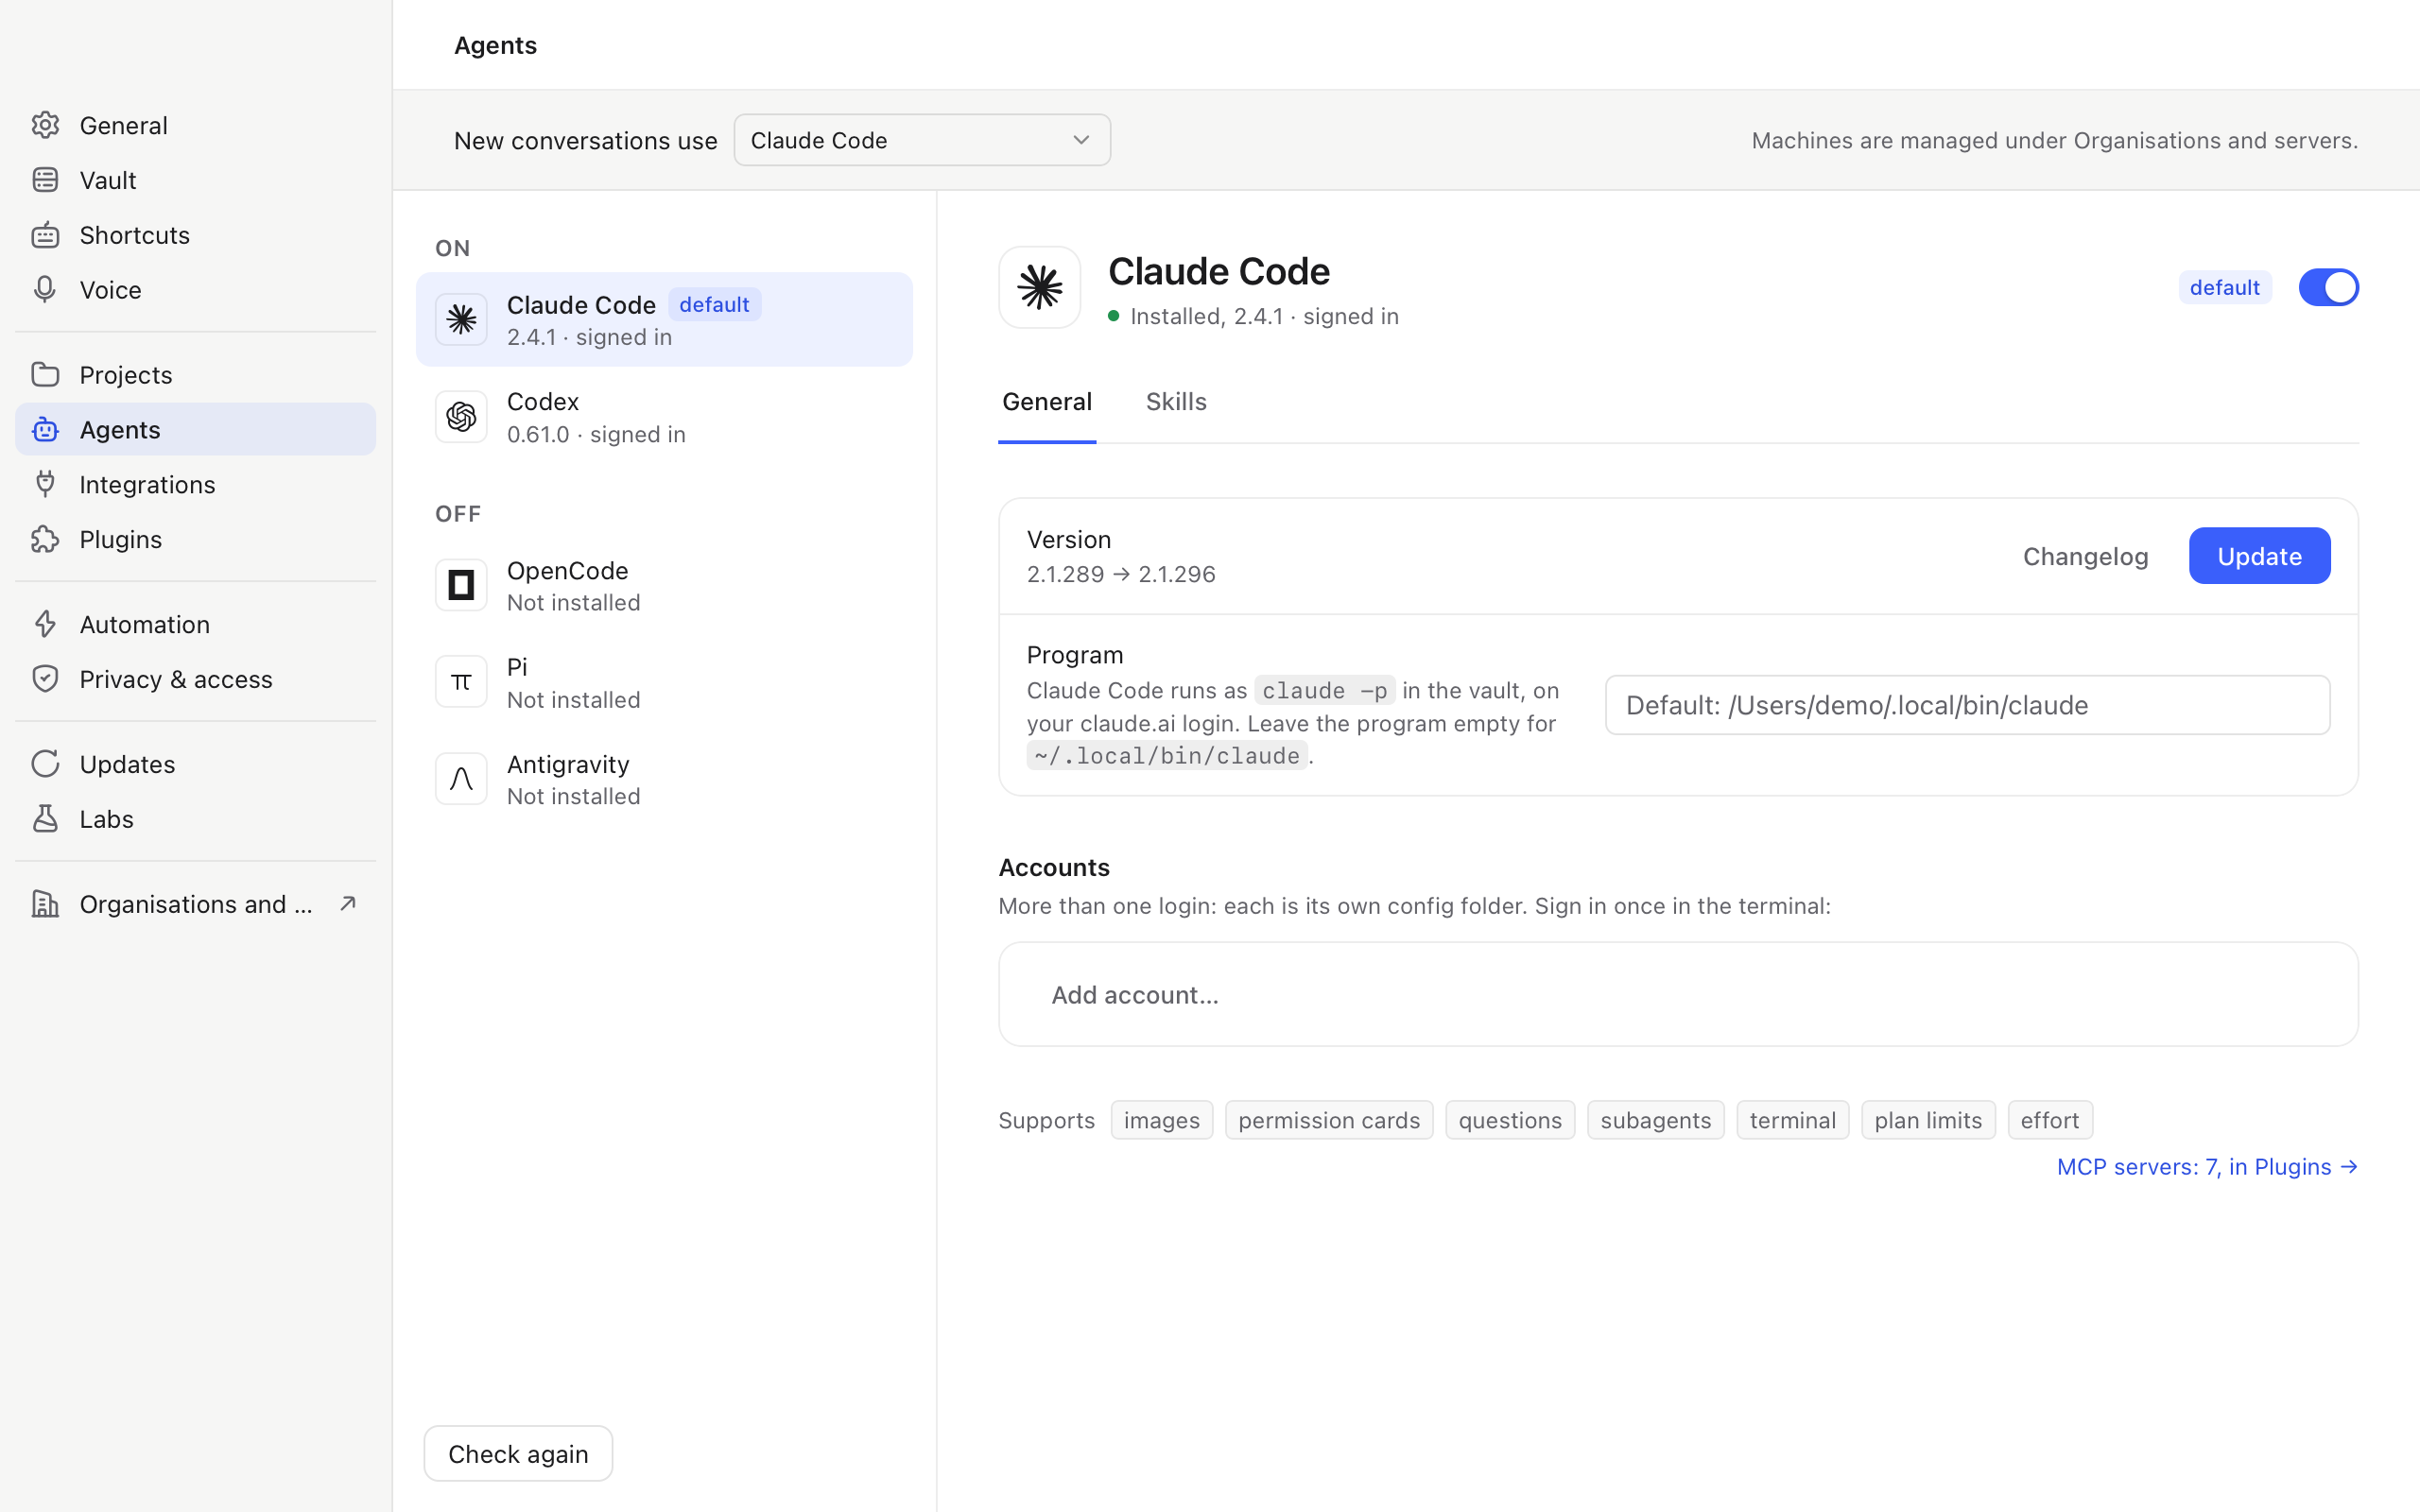 Agents
General
Vault
Shortcuts
Voice
Projects
Agents
Integrations
Plugins
Automation
Privacy & access
Updates
Labs
Organisations and ...
New conversations use
Claude Code
Machines are managed under Organisations and servers.
ON
Claude Code default
2.4.1 · signed in
Codex
0.61.0 · signed in
OFF
OpenCode
Not installed
Pi
Not installed
Antigravity
Not installed
Check again
Claude Code
Installed, 2.4.1 · signed in
default
General
Skills
Version
2.1.289 → 2.1.296
Changelog
Update
Program
Claude Code runs as claude –p in the vault, on
your claude.ai login. Leave the program empty for
~/.local/bin/claude.
Default: /Users/demo/.local/bin/claude
Accounts
More than one login: each is its own config folder. Sign in once in the terminal:
Add account...
Supports images permission cards questions subagents terminal plan limits effort
MCP servers: 7, in Plugins →